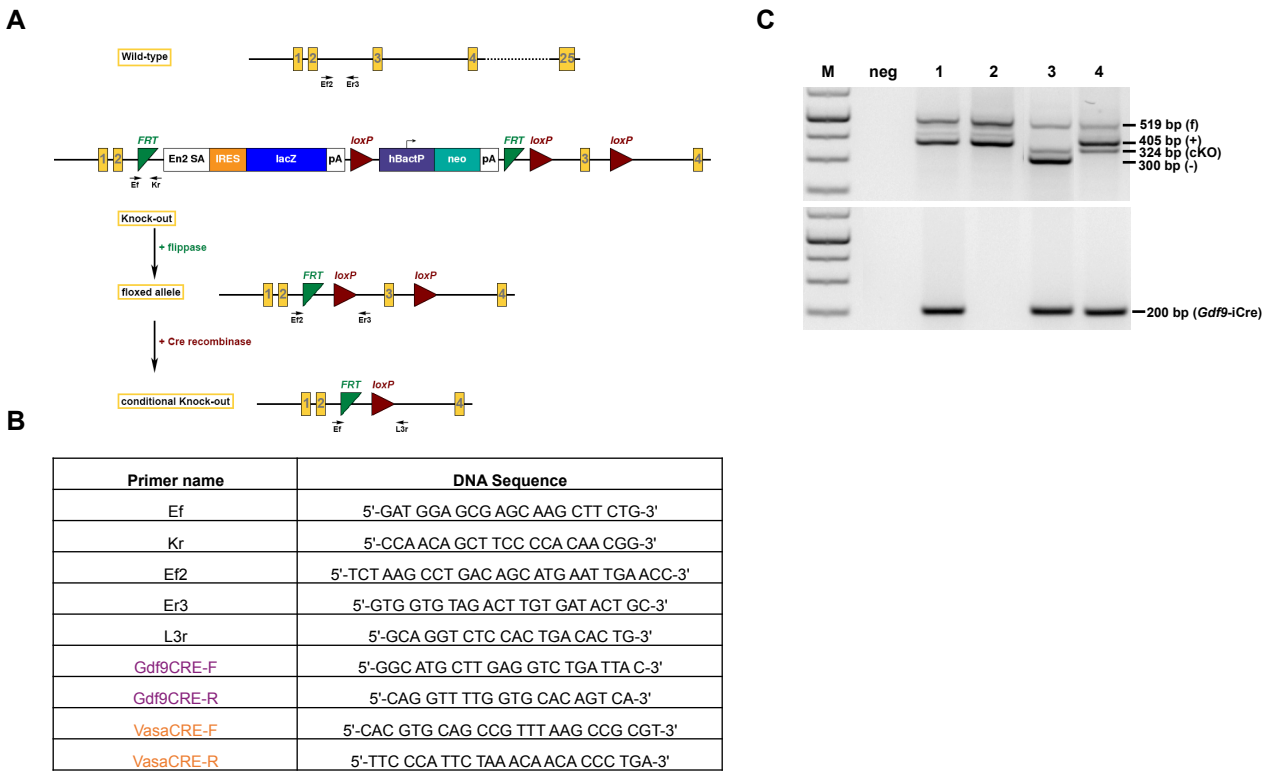 A
Wild-type
1 2 3 4 25
Ef2 Er3
FRT loxP FRT loxP loxP
1 2 En2 SA IRES lacZ pA hBactP neo pA 3 4
Ef Kr
Knock-out
+ flippase
FRT loxP loxP
floxed allele
1 2 3 4
Ef2 Er3
+ Cre recombinase
FRT loxP
conditional Knock-out
1 2 4
Ef L3r
B
Primer name DNA Sequence
Ef 5'-GAT GGA GCG AGC AAG CTT CTG-3'
Kr 5'-CCA ACA GCT TCC CCA CAA CGG-3'
Ef2 5'-TCT AAG CCT GAC AGC ATG AAT TGA ACC-3'
Er3 5'-GTG GTG TAG ACT TGT GAT ACT GC-3'
L3r 5'-GCA GGT CTC CAC TGA CAC TG-3'
Gdf9CRE-F 5'-GGC ATG CTT GAG GTC TGA TTA C-3'
Gdf9CRE-R 5'-CAG GTT TTG GTG CAC AGT CA-3'
VasaCRE-F 5'-CAC GTG CAG CCG TTT AAG CCG CGT-3'
VasaCRE-R 5'-TTC CCA TTC TAA ACA ACA CCC TGA-3'
C
M neg 1 2 3 4
519 bp (f)
405 bp (+)
324 bp (cKO)
300 bp (-)
200 bp (Gdf9-iCre)